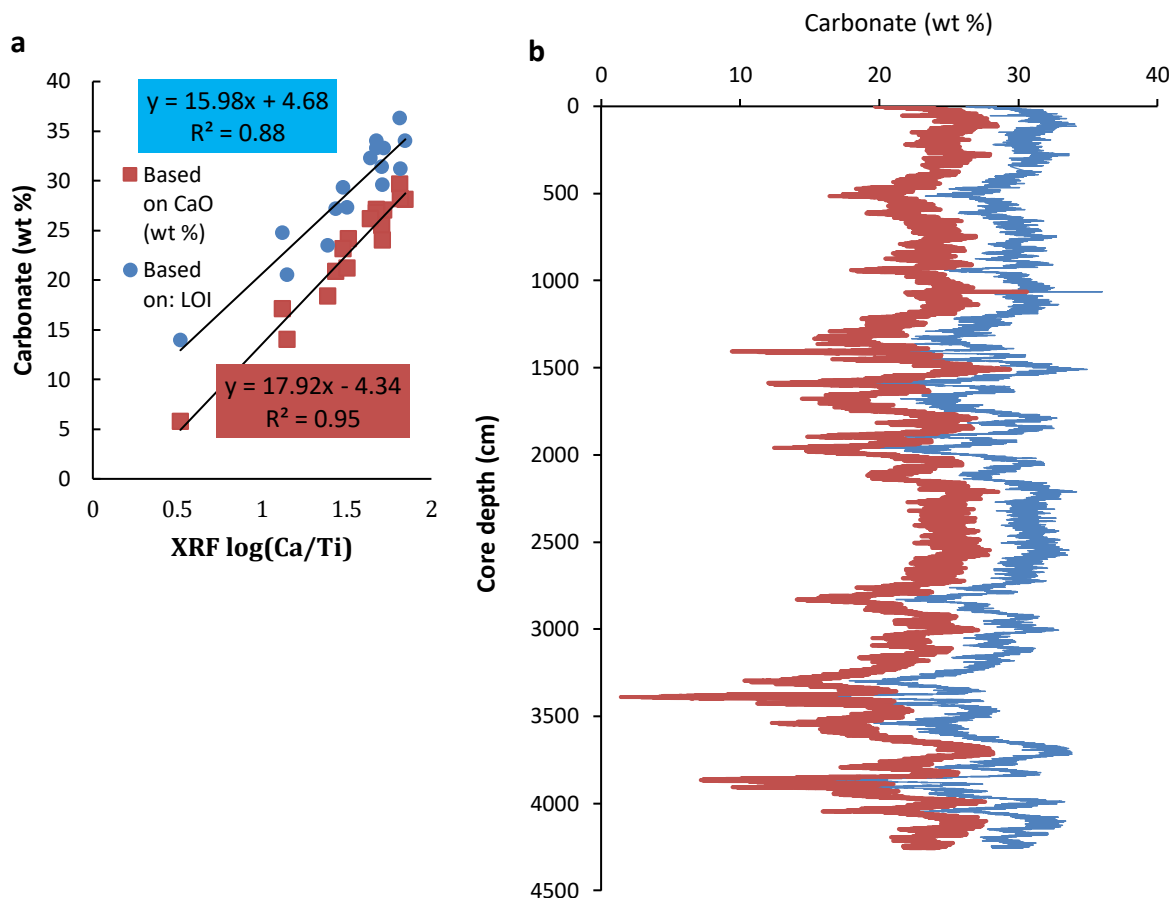 a
y = 15.98x + 4.68
R² = 0.88
Based
on CaO
(wt %)
Based
on: LOI
y = 17.92x - 4.34
R² = 0.95
Carbonate (wt %)
40
35
30
25
20
15
10
5
0
0 0.5 1 1.5 2
XRF log(Ca/Ti)
b
Carbonate (wt %)
0 10 20 30 40
Core depth (cm)
0
500
1000
1500
2000
2500
3000
3500
4000
4500